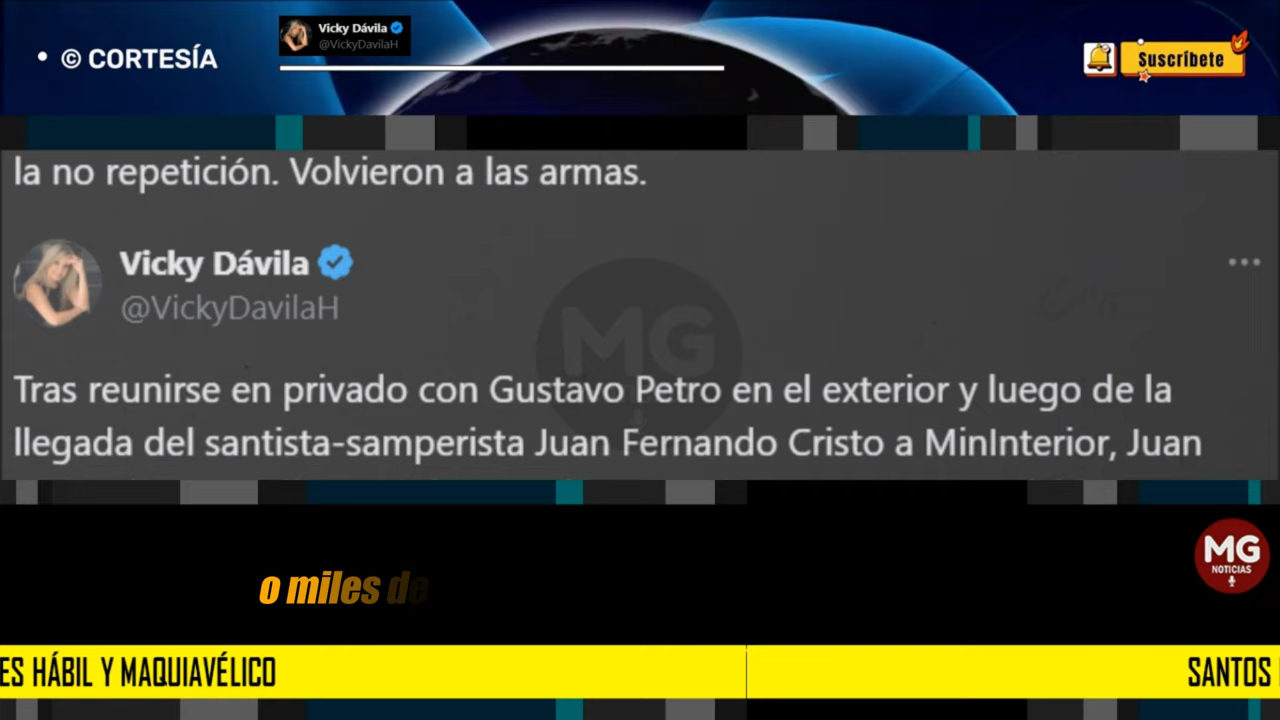 • © CORTESÍA
Vicky Dávila
@VickyDavilaH
Suscríbete
la no repetición. Volvieron a las armas.
Vicky Dávila
@VickyDavilaH
Tras reunirse en privado con Gustavo Petro en el exterior y luego de la
llegada del santista-samperista Juan Fernando Cristo a MinInterior, Juan
MG
MG
NOTICIAS
o miles de
ES HÁBIL Y MAQUIAVÉLICO
SANTOS